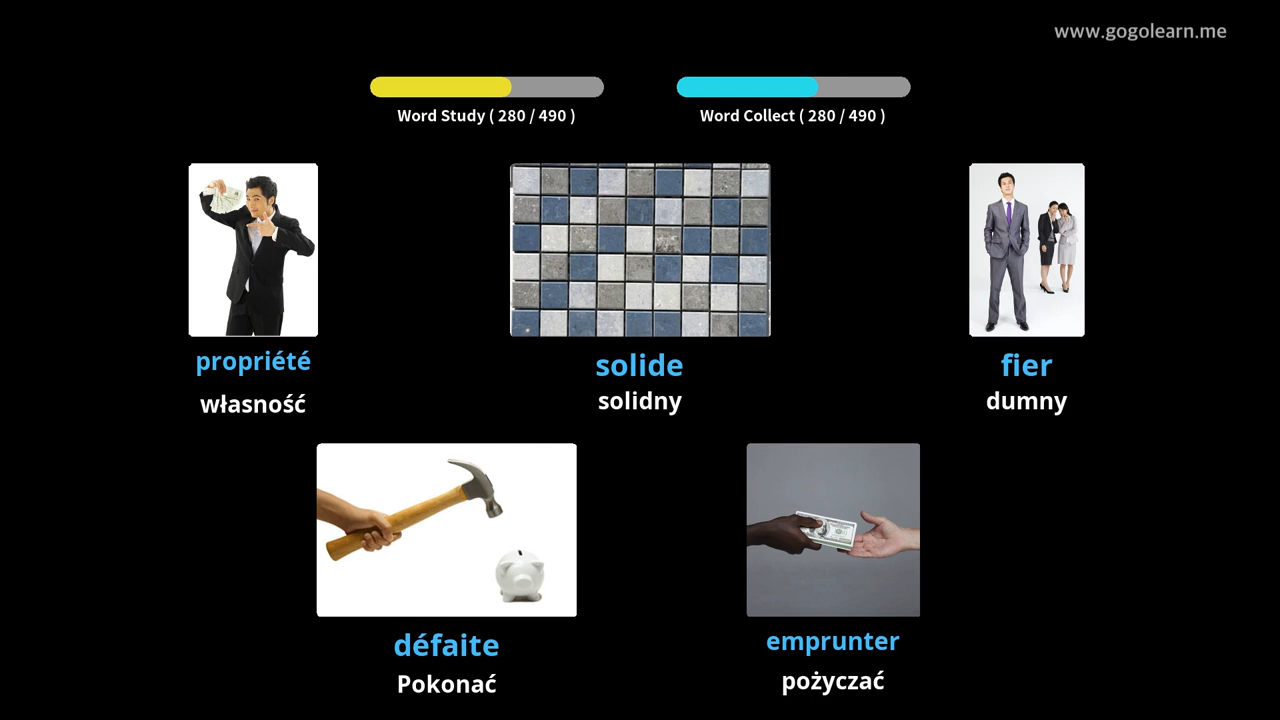 www.gogolearn.me
Word Study ( 280 / 490 )
Word Collect ( 280 / 490 )
propriété
własność
solide
solidny
fier
dumny
défaite
Pokonać
emprunter
pożyczać